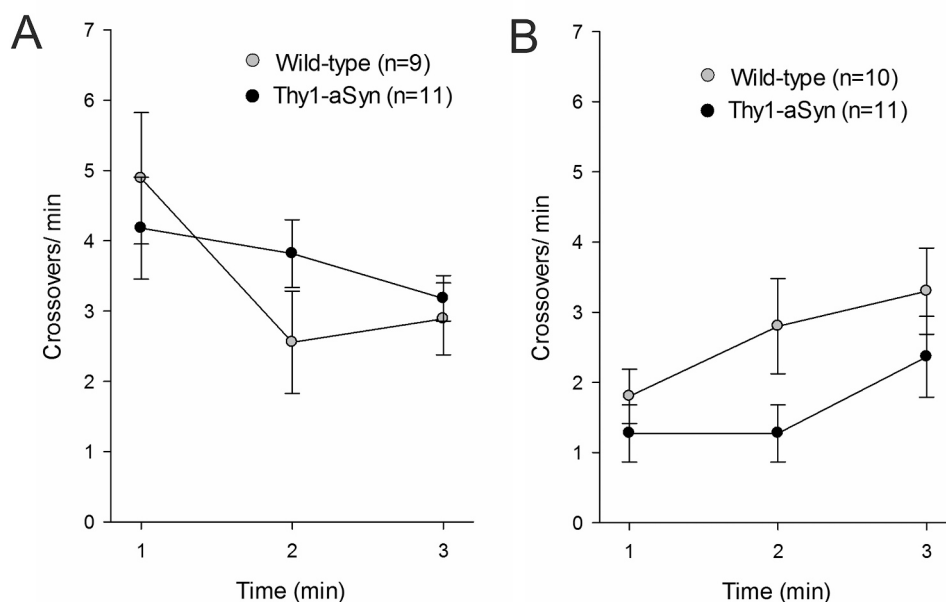 A
7
6
5
4
3
2
1
0
Crossovers/ min
Wild-type (n=9)
Thy1-aSyn (n=11)
1 2 3
Time (min)
B
7
6
5
4
3
2
1
0
Crossovers/ min
Wild-type (n=10)
Thy1-aSyn (n=11)
1 2 3
Time (min)